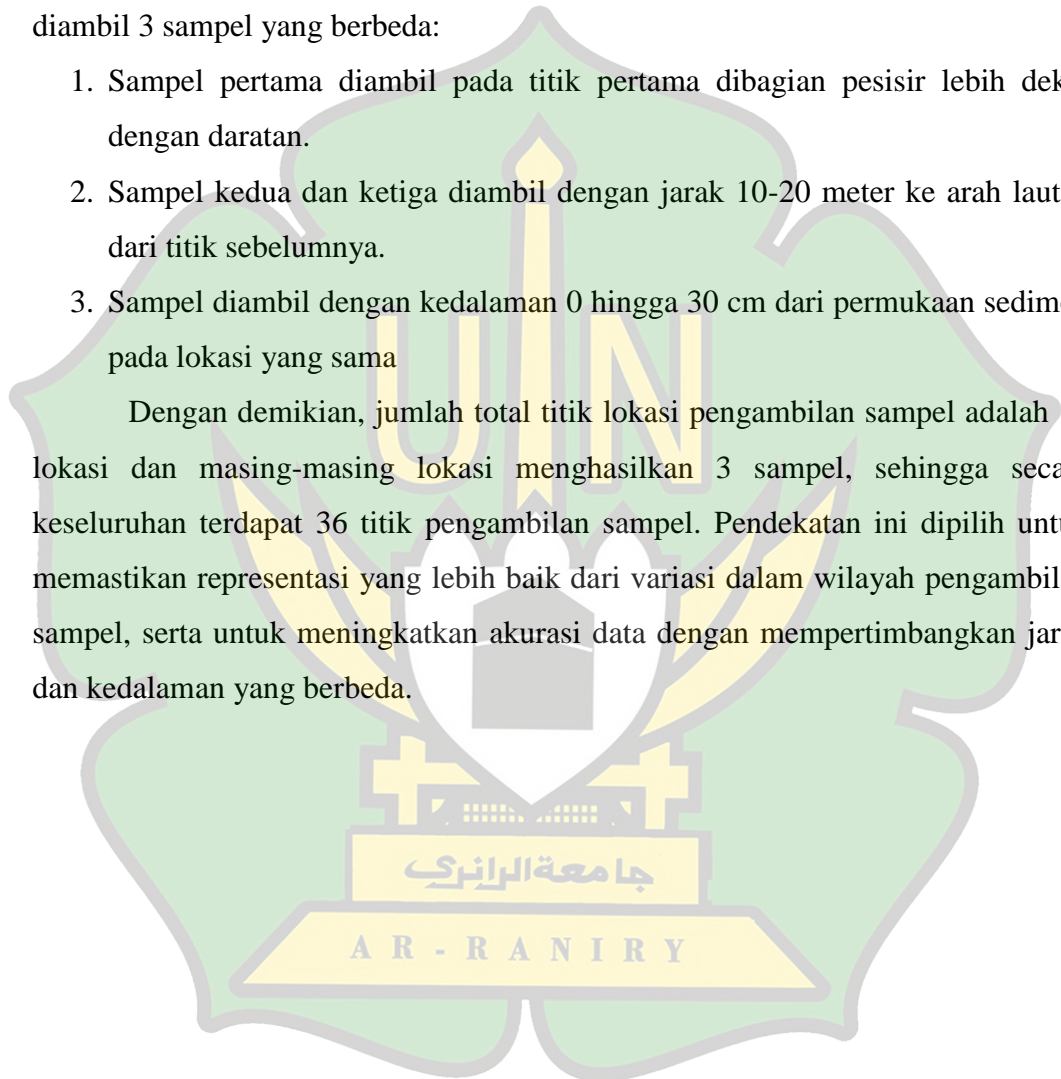 diambil 3 sampel yang berbeda:
1. Sampel pertama diambil pada titik pertama dibagian pesisir lebih dek
dengan daratan.
2. Sampel kedua dan ketiga diambil dengan jarak 10-20 meter ke arah laut
dari titik sebelumnya.
3. Sampel diambil dengan kedalaman 0 hingga 30 cm dari permukaan sedime
pada lokasi yang sama
Dengan demikian, jumlah total titik lokasi pengambilan sampel adalah
lokasi dan masing-masing lokasi menghasilkan 3 sampel, sehingga seca
keseluruhan terdapat 36 titik pengambilan sampel. Pendekatan ini dipilih untu
memastikan representasi yang lebih baik dari variasi dalam wilayah pengambil
sampel, serta untuk meningkatkan akurasi data dengan mempertimbangkan jar
dan kedalaman yang berbeda.
UIN
جامعةالرانري
AR-RANIRY